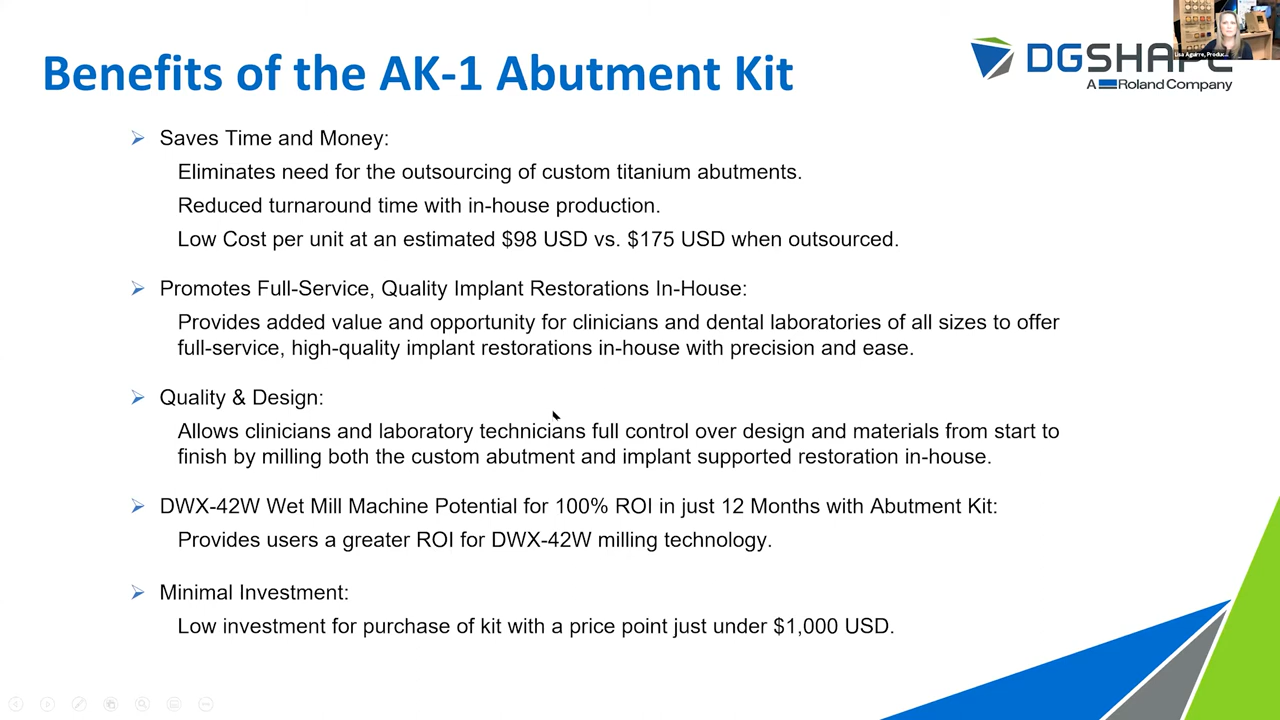 Benefits of the AK-1 Abutment Kit
DGSHAPE
A Roland Company
Lisa Aguirre, Produc...
Saves Time and Money:
Eliminates need for the outsourcing of custom titanium abutments.
Reduced turnaround time with in-house production.
Low Cost per unit at an estimated $98 USD vs. $175 USD when outsourced.
Promotes Full-Service, Quality Implant Restorations In-House:
Provides added value and opportunity for clinicians and dental laboratories of all sizes to offer
full-service, high-quality implant restorations in-house with precision and ease.
Quality & Design:
Allows clinicians and laboratory technicians full control over design and materials from start to
finish by milling both the custom abutment and implant supported restoration in-house.
DWX-42W Wet Mill Machine Potential for 100% ROI in just 12 Months with Abutment Kit:
Provides users a greater ROI for DWX-42W milling technology.
Minimal Investment:
Low investment for purchase of kit with a price point just under $1,000 USD.